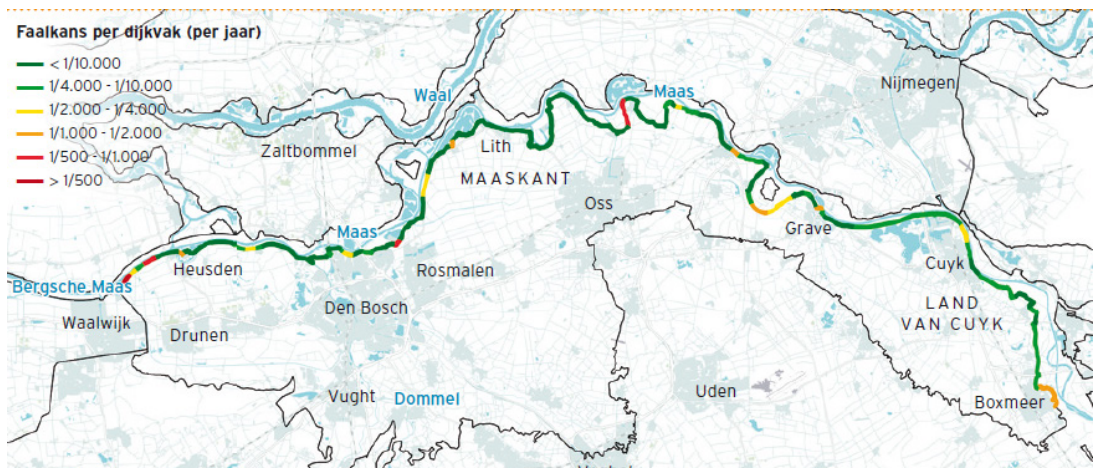 Faalkans per dijkvak (per jaar)
< 1/10.000
1/4.000 - 1/10.000
1/2.000 - 1/4.000
1/1.000 - 1/2.000
1/500 - 1/1.000
> 1/500
Nijmegen
Waal
Maas
Zaltbommel
Lith
MAASKANT
Oss
Maas
Grave
Heusden
Rosmalen
Cuyk
Bergsche Maas
Den Bosch
LAND
VAN CUYK
Waalwijk
Drunen
Vught
Dommel
Uden
Boxmeer